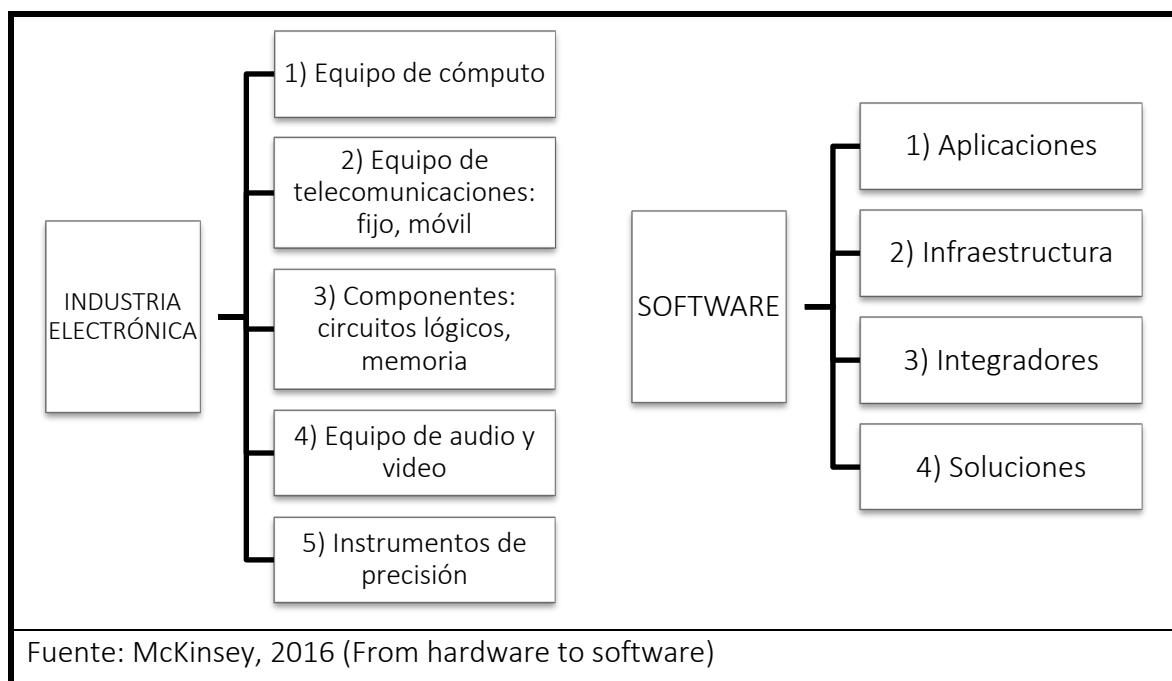 INDUSTRIA
ELECTRÓNICA
1) Equipo de cómputo
2) Equipo de
telecomunicaciones:
fijo, móvil
3) Componentes:
circuitos lógicos,
memoria
4) Equipo de audio y
video
5) Instrumentos de
precisión
SOFTWARE
1) Aplicaciones
2) Infraestructura
3) Integradores
4) Soluciones
Fuente: McKinsey, 2016 (From hardware to software)